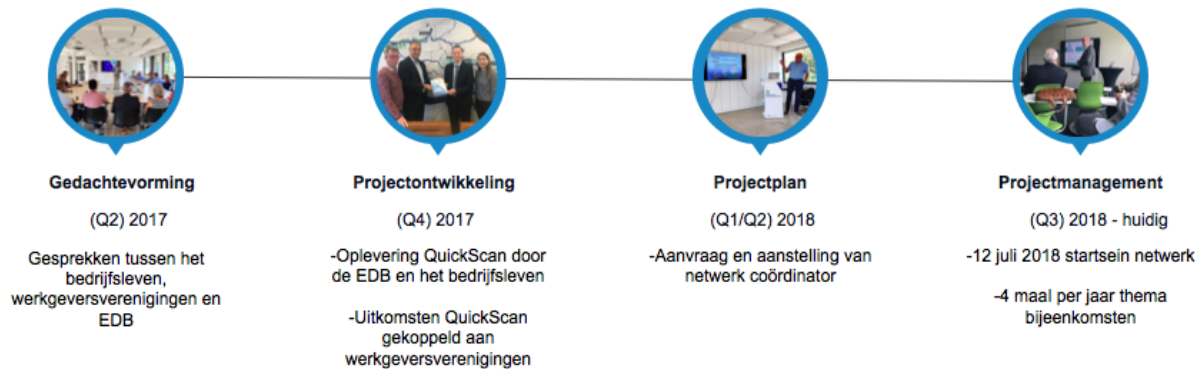 Gedachtevorming
(Q2) 2017
Gesprekken tussen het
bedrijfsleven,
werkgeversverenigingen en
EDB
Projectontwikkeling
(Q4) 2017
-Oplevering QuickScan door
de EDB en het bedrijfsleven
-Uitkomsten QuickScan
gekoppeld aan
werkgeversverenigingen
Projectplan
(Q1/Q2) 2018
-Aanvraag en aanstelling van
netwerk coördinator
Projectmanagement
(Q3) 2018 - huidig
-12 juli 2018 startsein netwerk
-4 maal per jaar thema
bijeenkomsten